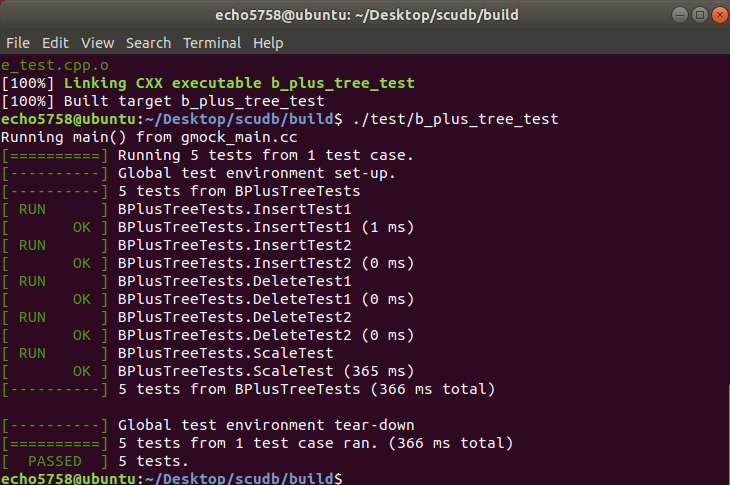 echo5758@ubuntu: ~/Desktop/scudb/build
File Edit View Search Terminal Help
e_test.cpp.o
[100%] Linking CXX executable b_plus_tree_test
[100%] Built target b_plus_tree_test
echo5758@ubuntu:~/Desktop/scudb/build$ ./test/b_plus_tree_test
Running main() from gmock_main.cc
[==========] Running 5 tests from 1 test case.
[----------] Global test environment set-up.
[----------] 5 tests from BPlusTreeTests
[ RUN      ] BPlusTreeTests.InsertTest1
[       OK ] BPlusTreeTests.InsertTest1 (1 ms)
[ RUN      ] BPlusTreeTests.InsertTest2
[       OK ] BPlusTreeTests.InsertTest2 (0 ms)
[ RUN      ] BPlusTreeTests.DeleteTest1
[       OK ] BPlusTreeTests.DeleteTest1 (0 ms)
[ RUN      ] BPlusTreeTests.DeleteTest2
[       OK ] BPlusTreeTests.DeleteTest2 (0 ms)
[ RUN      ] BPlusTreeTests.ScaleTest
[       OK ] BPlusTreeTests.ScaleTest (365 ms)
[----------] 5 tests from BPlusTreeTests (366 ms total)

[----------] Global test environment tear-down
[==========] 5 tests from 1 test case ran. (366 ms total)
[  PASSED  ] 5 tests.
echo5758@ubuntu:~/Desktop/scudb/build$